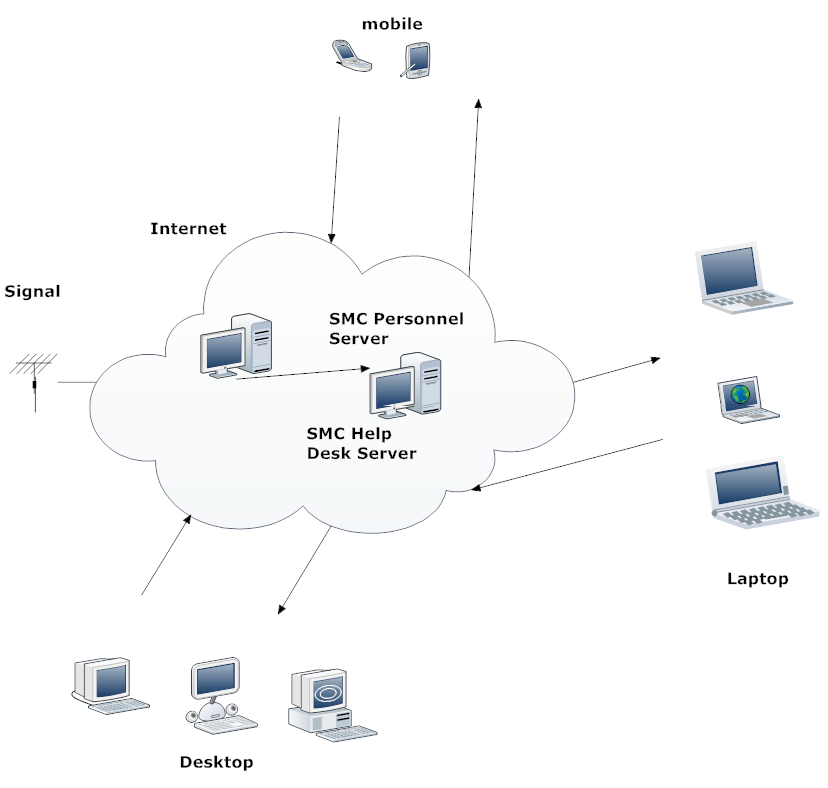 mobile
Internet
Signal
SMC Personnel
Server
SMC Help
Desk Server
Laptop
Desktop